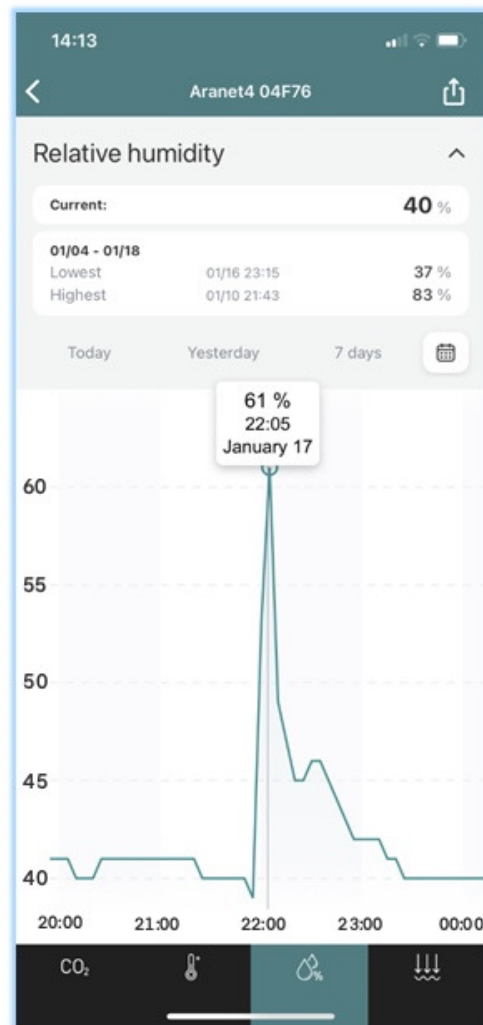 14:13
Aranet4 04F76
Relative humidity
Current: 40 %
01/04 - 01/18
Lowest 01/16 23:15 37 %
Highest 01/10 21:43 83 %
Today Yesterday 7 days
61 %
22:05
January 17
60
55
50
45
40
20:00 21:00 22:00 23:00 00:00
CO₂ %